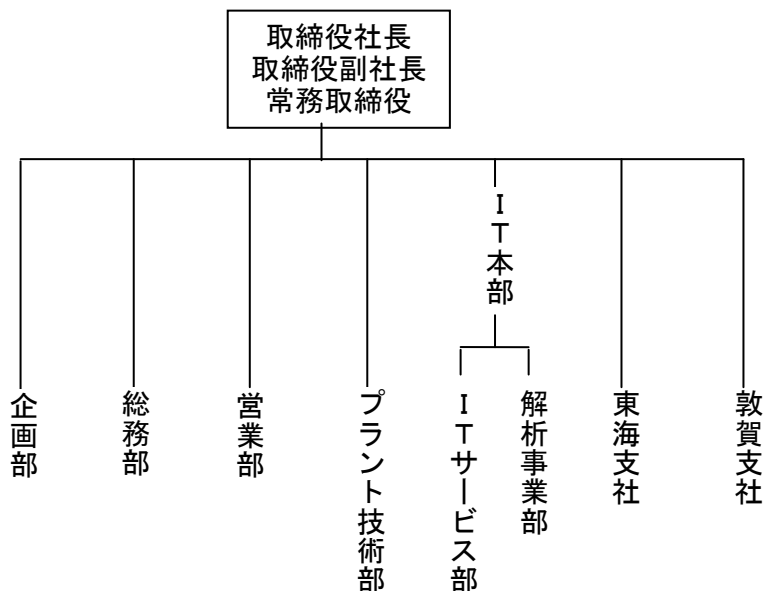 取締役社長
取締役副社長
常務取締役
IT本部
企画部
総務部
営業部
プラント技術部
ITサービス部
解析事業部
東海支社
敦賀支社